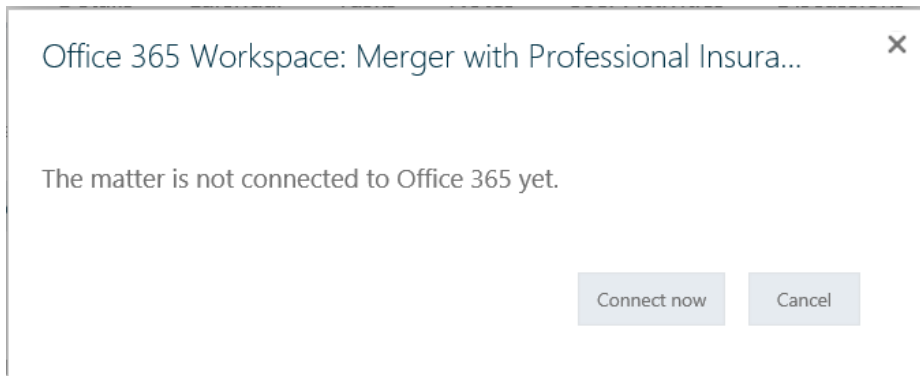 Office 365 Workspace: Merger with Professional Insura...
The matter is not connected to Office 365 yet.
Connect now Cancel